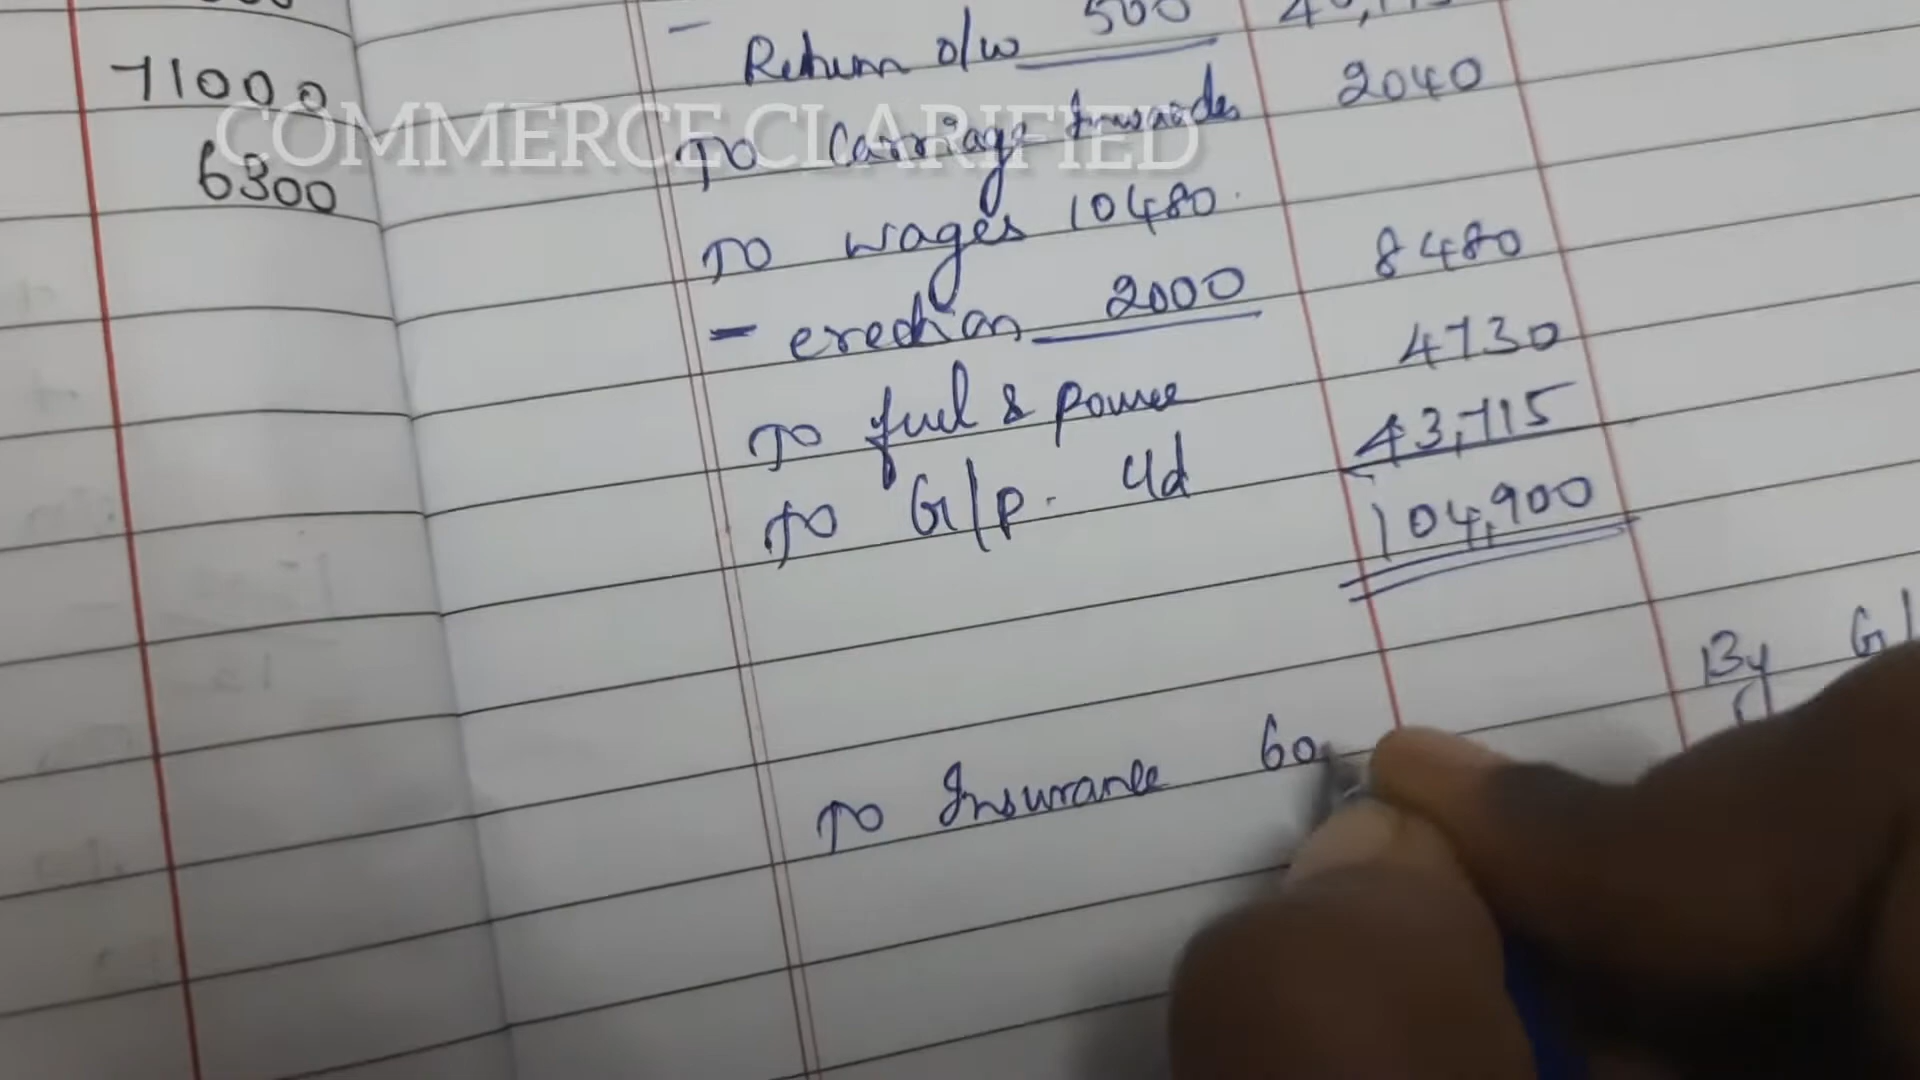 71000
6300
- 500
Return o/w
To Carriage Inwards 2040
COMMERCE CLARIFIED
To wages 10480. 8480
- erection 2000
To fuel & power 4730
To G/p. c/d 43,715
104,900
By G/
To Insurance 60